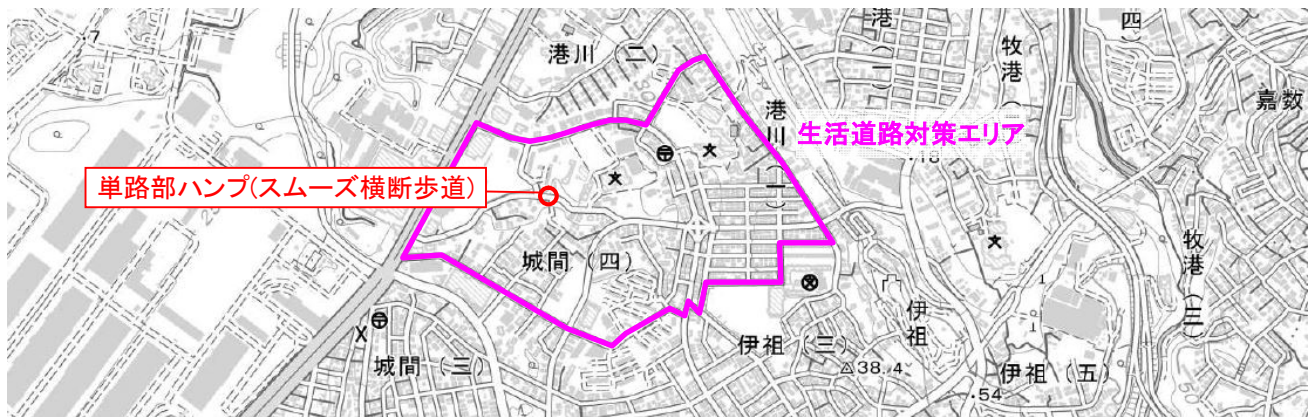 港川(二)
港川(一)
牧港(
四
嘉数
生活道路対策エリア
単路部ハンプ(スムーズ横断歩道)
城間(四)
牧港(三)
伊祖
伊祖(三)
伊祖(五)
城間(三)
X
△38.4
・54